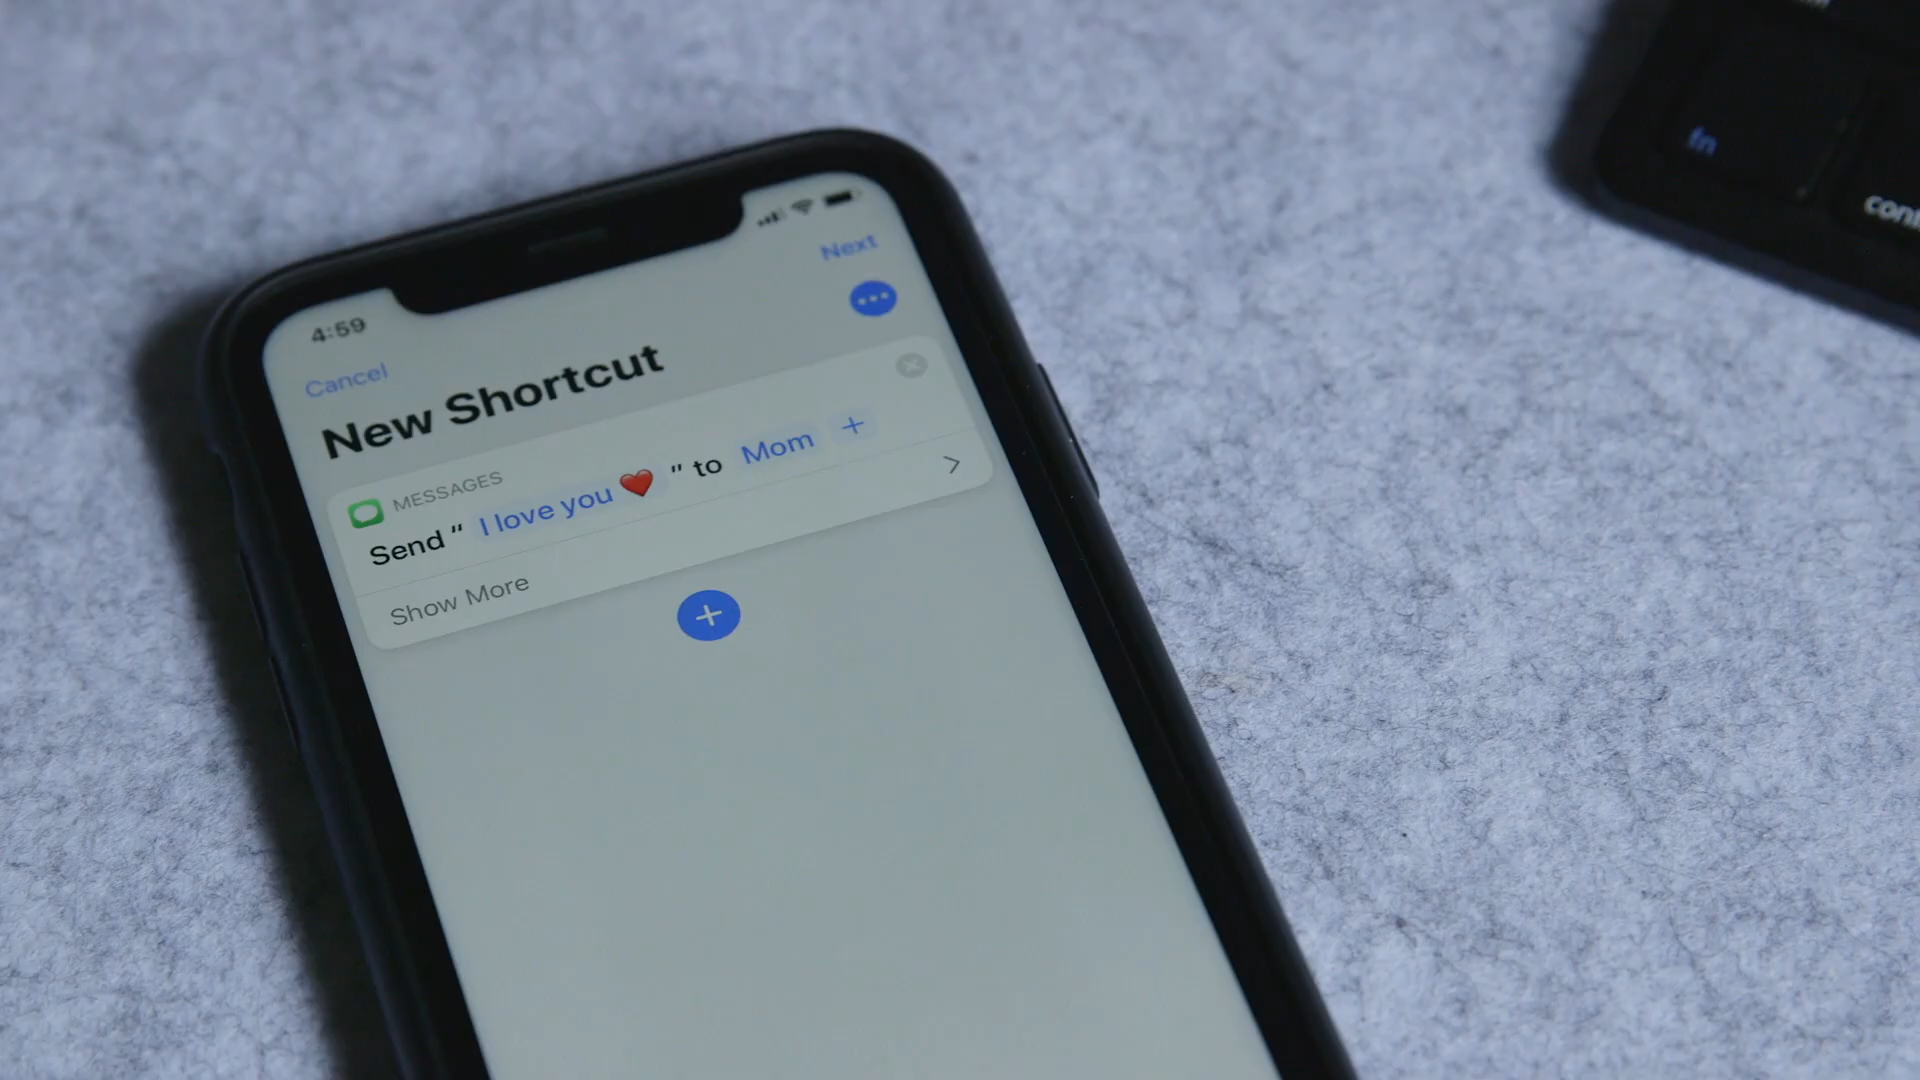 4:59
Cancel
Next
New Shortcut
MESSAGES
Send " I love you ❤️ " to Mom +
Show More
fn